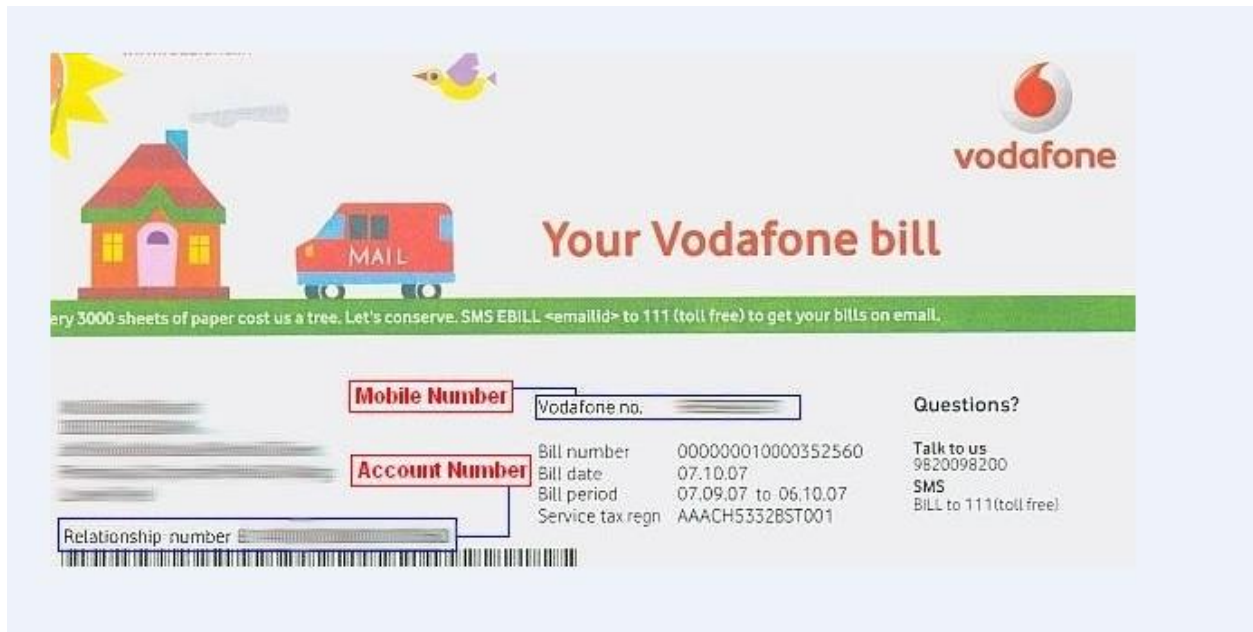 vodafone
MAIL
Your Vodafone bill
ery 3000 sheets of paper cost us a tree. Let's conserve. SMS EBILL <emailid> to 111 (toll free) to get your bills on email.
Mobile Number
Vodafone no.
Questions?
Account Number
Bill number 000000010000352560
Bill date 07.10.07
Bill period 07.09.07 to 06.10.07
Service tax regn AAACH5332BST001
Talk to us
9820098200
SMS
BILL to 111(toll free)
Relationship number